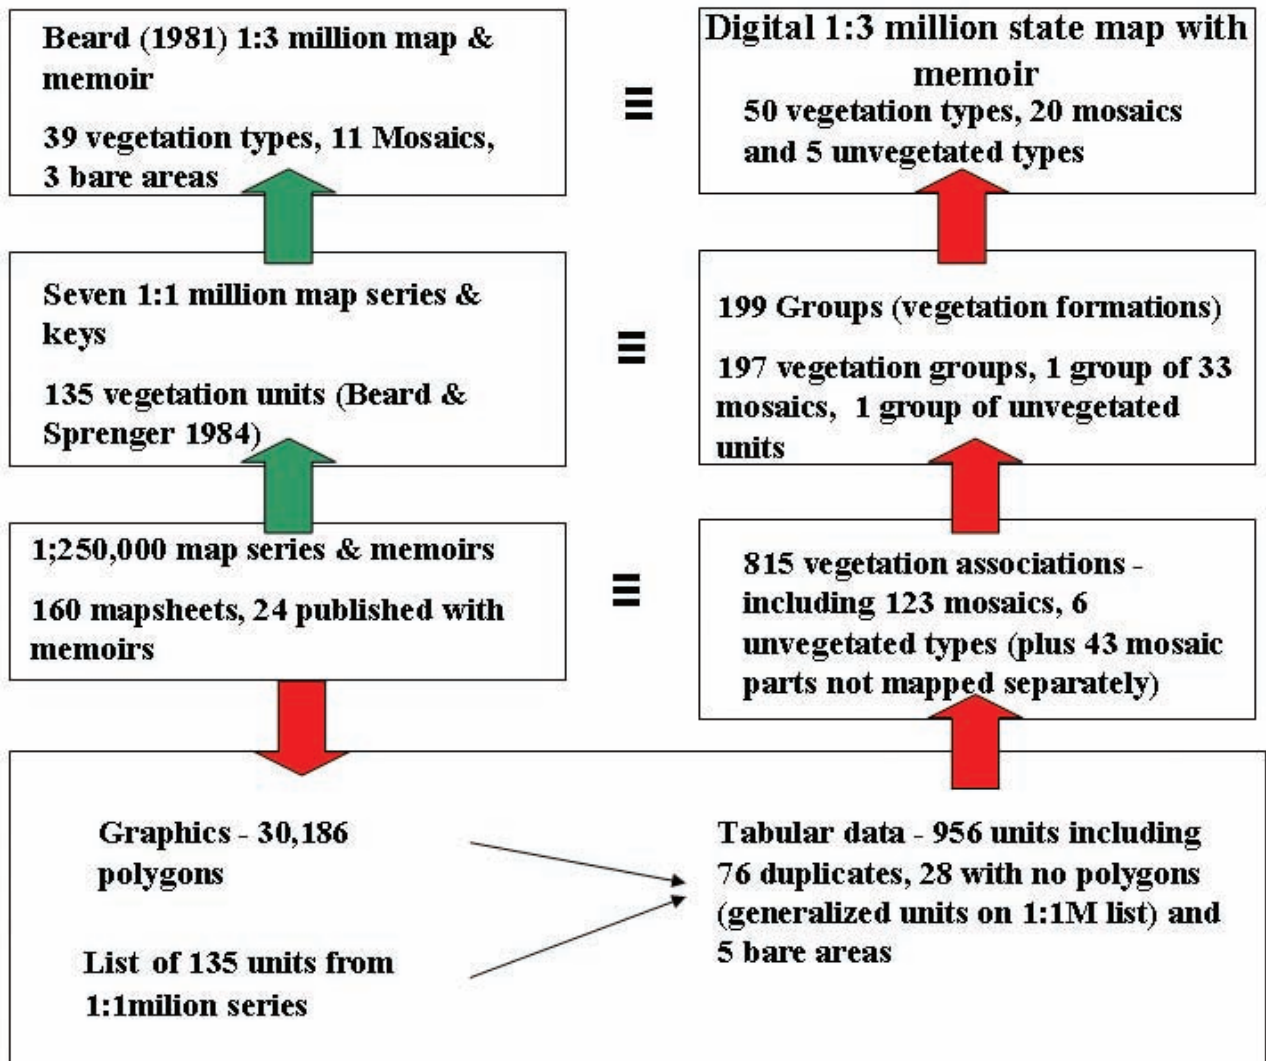 Beard (1981) 1:3 million map &
memoir
39 vegetation types, 11 Mosaics,
3 bare areas
≡
Digital 1:3 million state map with
memoir
50 vegetation types, 20 mosaics
and 5 unvegetated types
Seven 1:1 million map series &
keys
135 vegetation units (Beard &
Sprenger 1984)
≡
199 Groups (vegetation formations)
197 vegetation groups, 1 group of 33
mosaics, 1 group of unvegetated
units
1;250,000 map series & memoirs
160 mapsheets, 24 published with
memoirs
≡
815 vegetation associations -
including 123 mosaics, 6
unvegetated types (plus 43 mosaic
parts not mapped separately)
Graphics - 30,186
polygons
List of 135 units from
1:1milion series
Tabular data - 956 units including
76 duplicates, 28 with no polygons
(generalized units on 1:1M list) and
5 bare areas